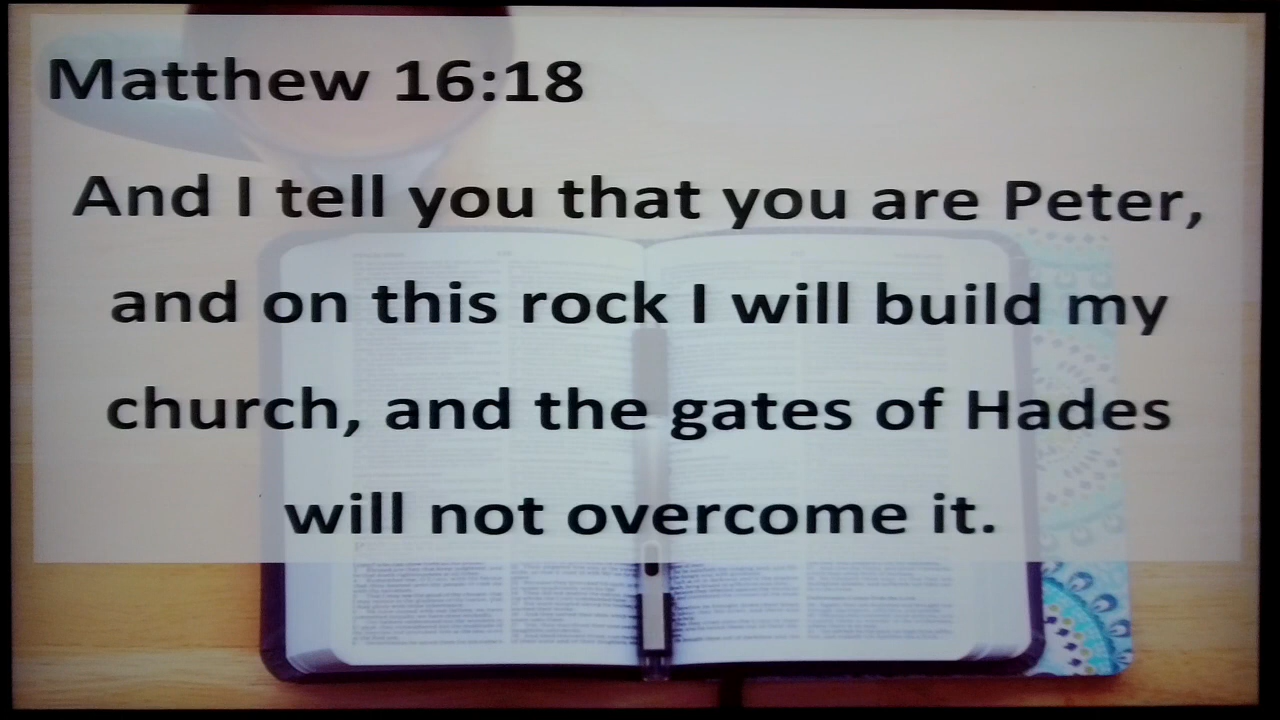 Matthew 16:18
And I tell you that you are Peter,
and on this rock I will build my
church, and the gates of Hades
will not overcome it.